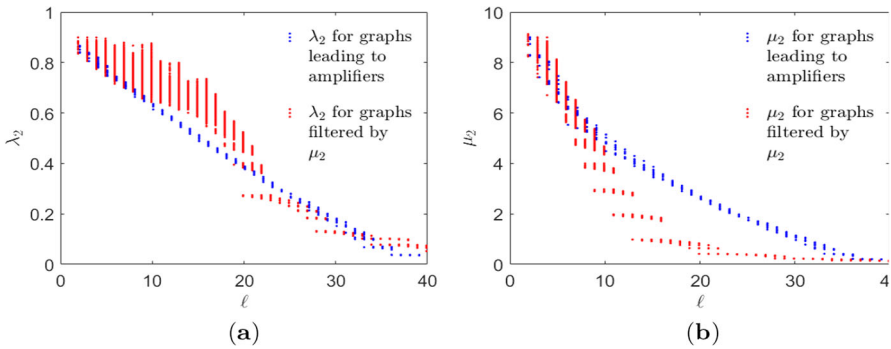 1
0.8
0.6
0.4
0.2
0
λ₂
0
10
20
30
40
ℓ
λ₂ for graphs
leading to
amplifiers
λ₂ for graphs
filtered by
μ₂
(a)
10
8
6
4
2
0
μ₂
0
10
20
30
40
ℓ
μ₂ for graphs
leading to
amplifiers
μ₂ for graphs
filtered by
μ₂
(b)